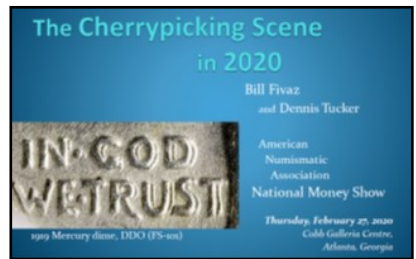 The Cherrypicking Scene
in 2020
Bill Fivaz
and Dennis Tucker
IN·GOD
WE TRUST
American
Numismatic
Association
National Money Show
1919 Mercury dime, DDO (FS-101)
Thursday, February 27, 2020
Cobb Galleria Centre,
Atlanta, Georgia